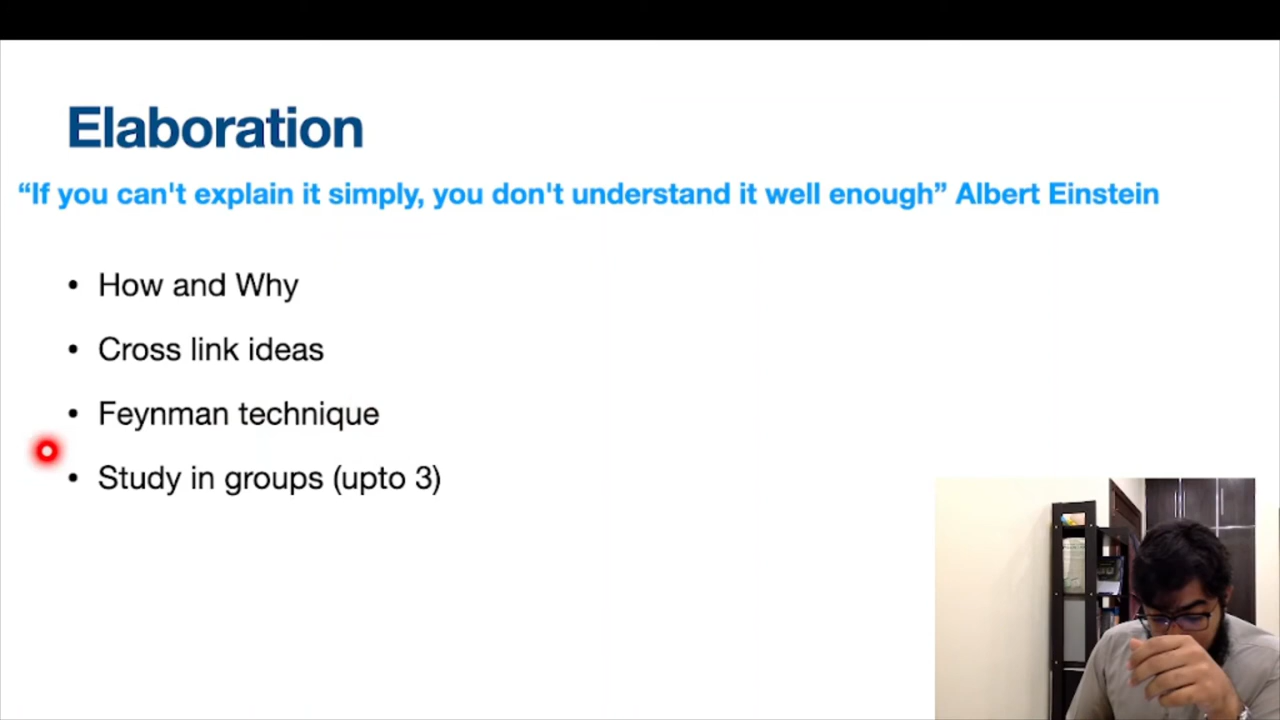 Elaboration
“If you can't explain it simply, you don't understand it well enough” Albert Einstein
• How and Why
• Cross link ideas
• Feynman technique
• Study in groups (upto 3)